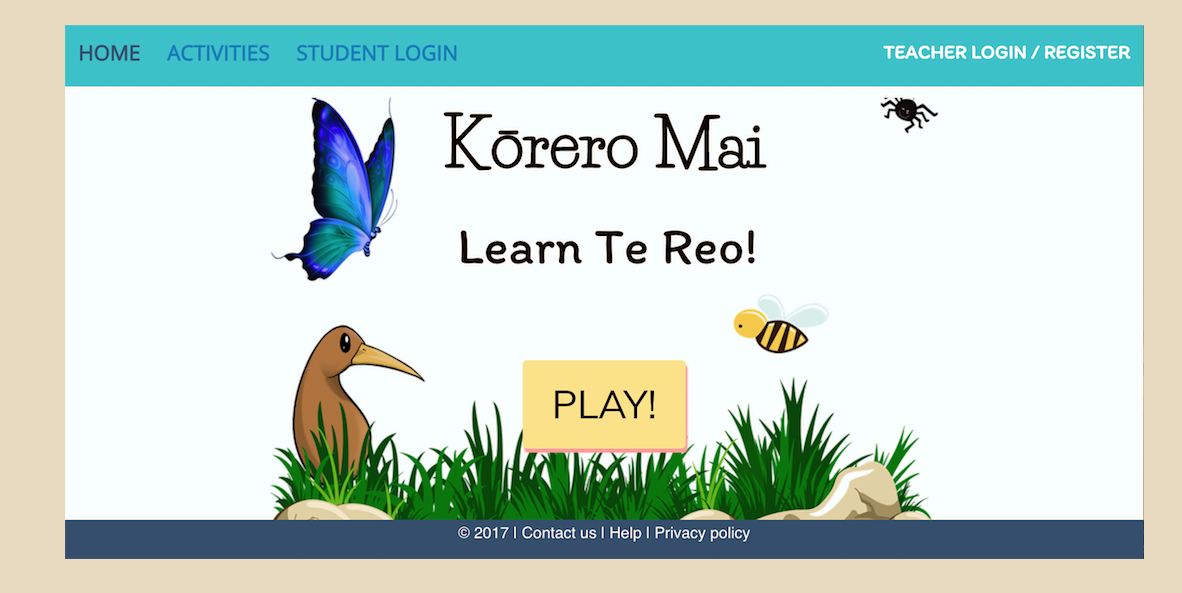 HOME ACTIVITIES STUDENT LOGIN TEACHER LOGIN / REGISTER
Kōrero Mai
Learn Te Reo!
PLAY!
© 2017 | Contact us | Help | Privacy policy